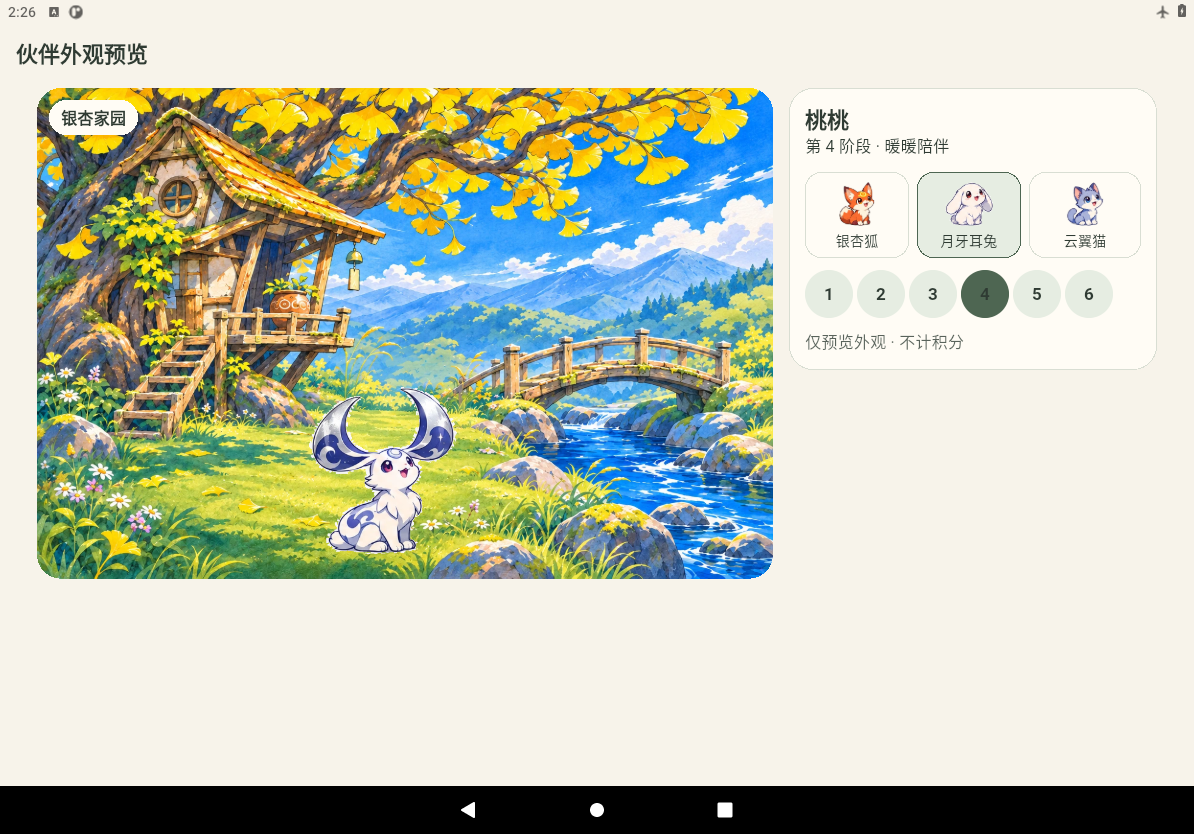 2:26
伙伴外观预览
银杏家园
桃桃
第 4 阶段 · 暖暖陪伴
银杏狐
月牙耳兔
云翼猫
1
2
3
4
5
6
仅预览外观 · 不计积分